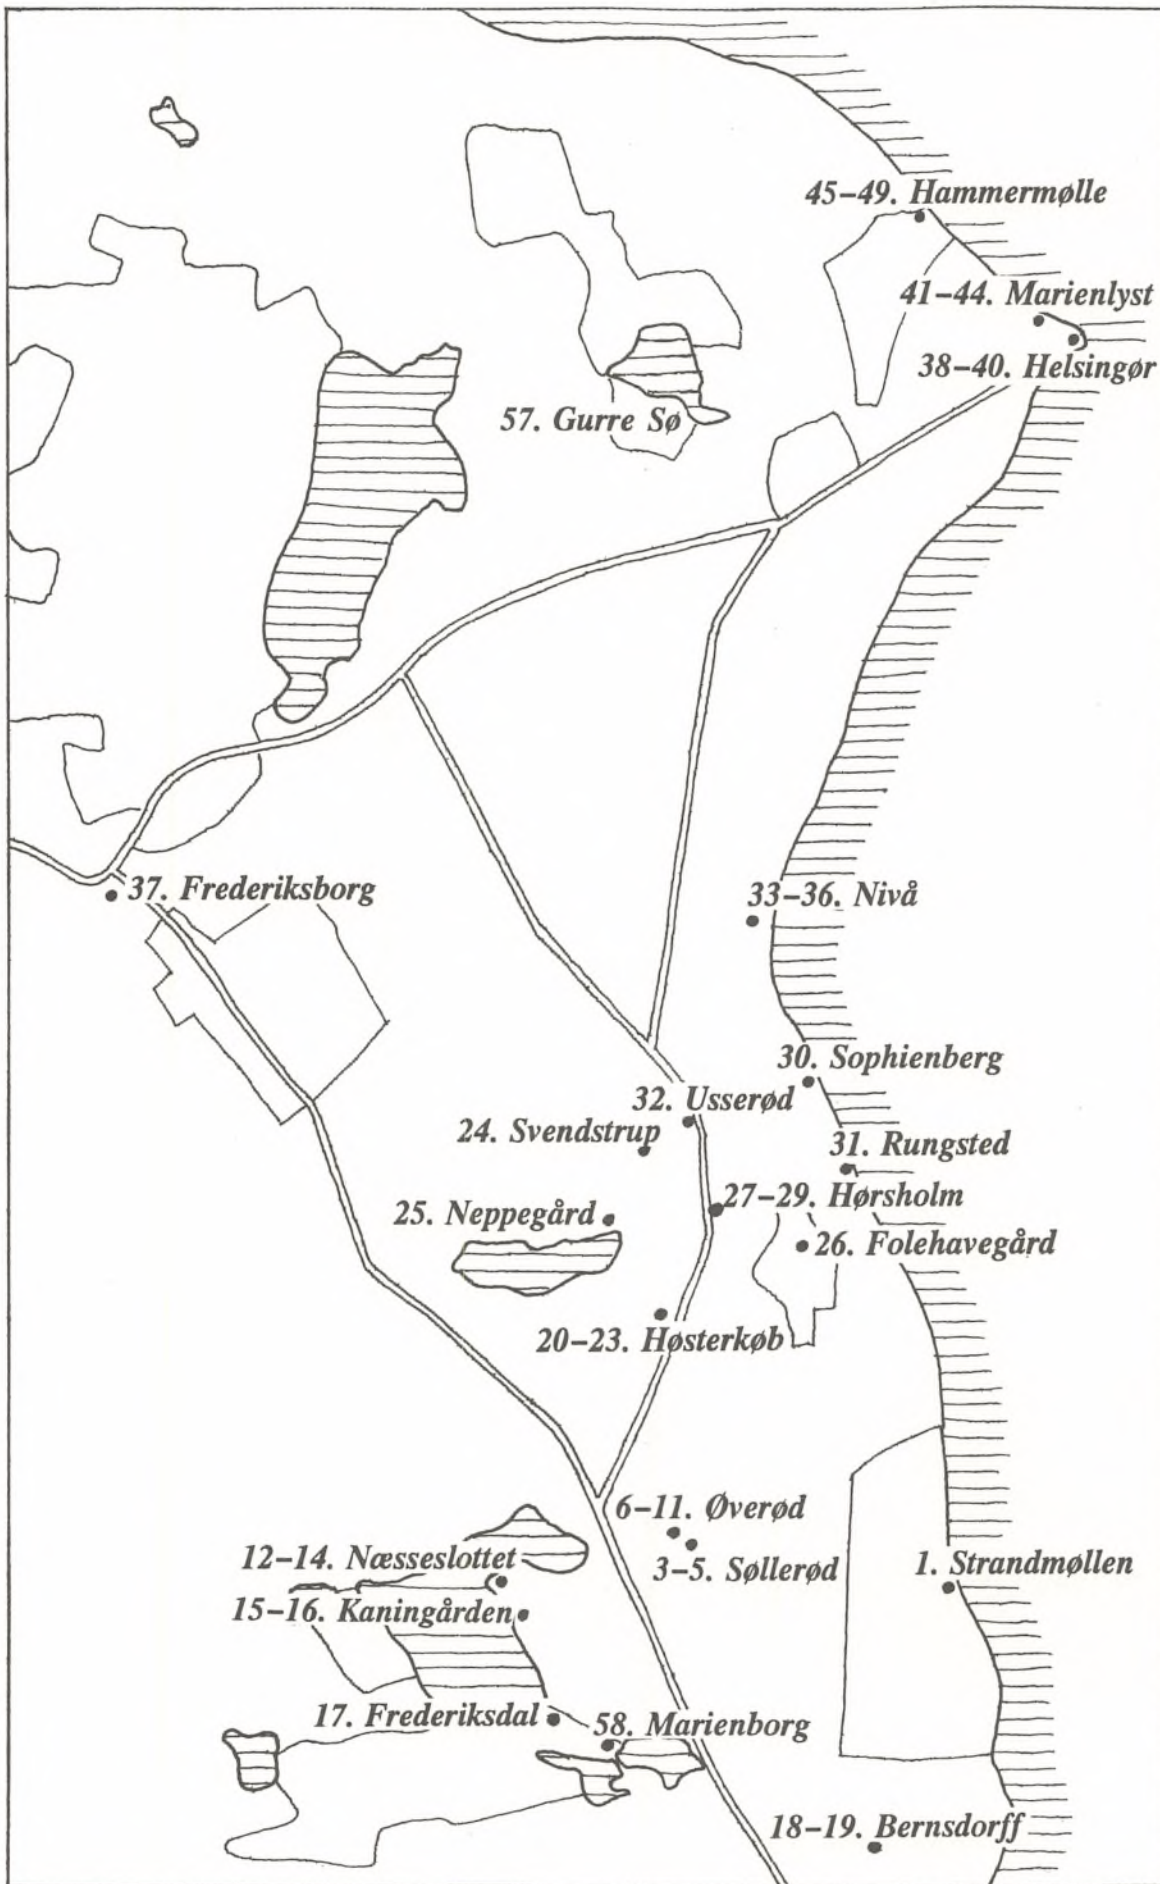 45–49. Hammermølle
41–44. Marienlyst
38–40. Helsingør
57. Gurre Sø
37. Frederiksborg
33–36. Nivå
30. Sophienberg
32. Usserød
24. Svendstrup
31. Rungsted
27–29. Hørsholm
25. Neppegård
26. Folehavegård
20–23. Høsterkøb
6–11. Øverød
12–14. Næsseslottet
3–5. Søllerød
1. Strandmøllen
15–16. Kaningården
17. Frederiksdal
58. Marienborg
18–19. Bernsdorff